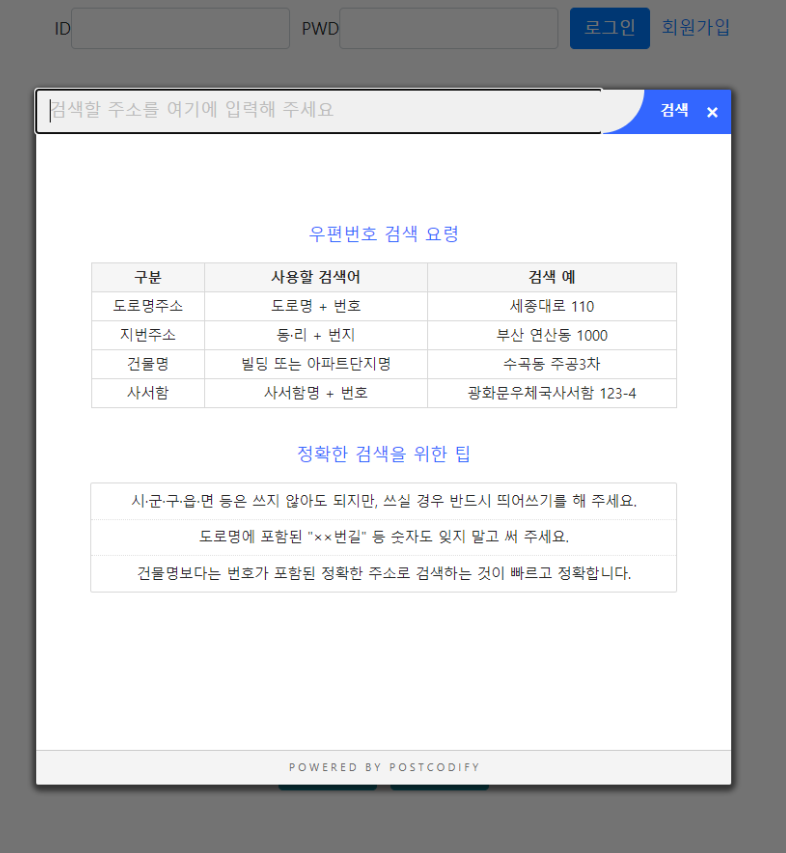 ID PWD 로그인 회원가입
검색할 주소를 여기에 입력해 주세요 검색 ×
우편번호 검색 요령
구분 사용할 검색어 검색 예
도로명주소 도로명 + 번호 세종대로 110
지번주소 동·리 + 번지 부산 연산동 1000
건물명 빌딩 또는 아파트단지명 수곡동 주공3차
사서함 사서함명 + 번호 광화문우체국사서함 123-4
정확한 검색을 위한 팁
시·군·구·읍·면 등은 쓰지 않아도 되지만, 쓰실 경우 반드시 띄어쓰기를 해 주세요.
도로명에 포함된 "××번길" 등 숫자도 잊지 말고 써 주세요.
건물명보다는 번호가 포함된 정확한 주소로 검색하는 것이 빠르고 정확합니다.
POWERED BY POSTCODIFY